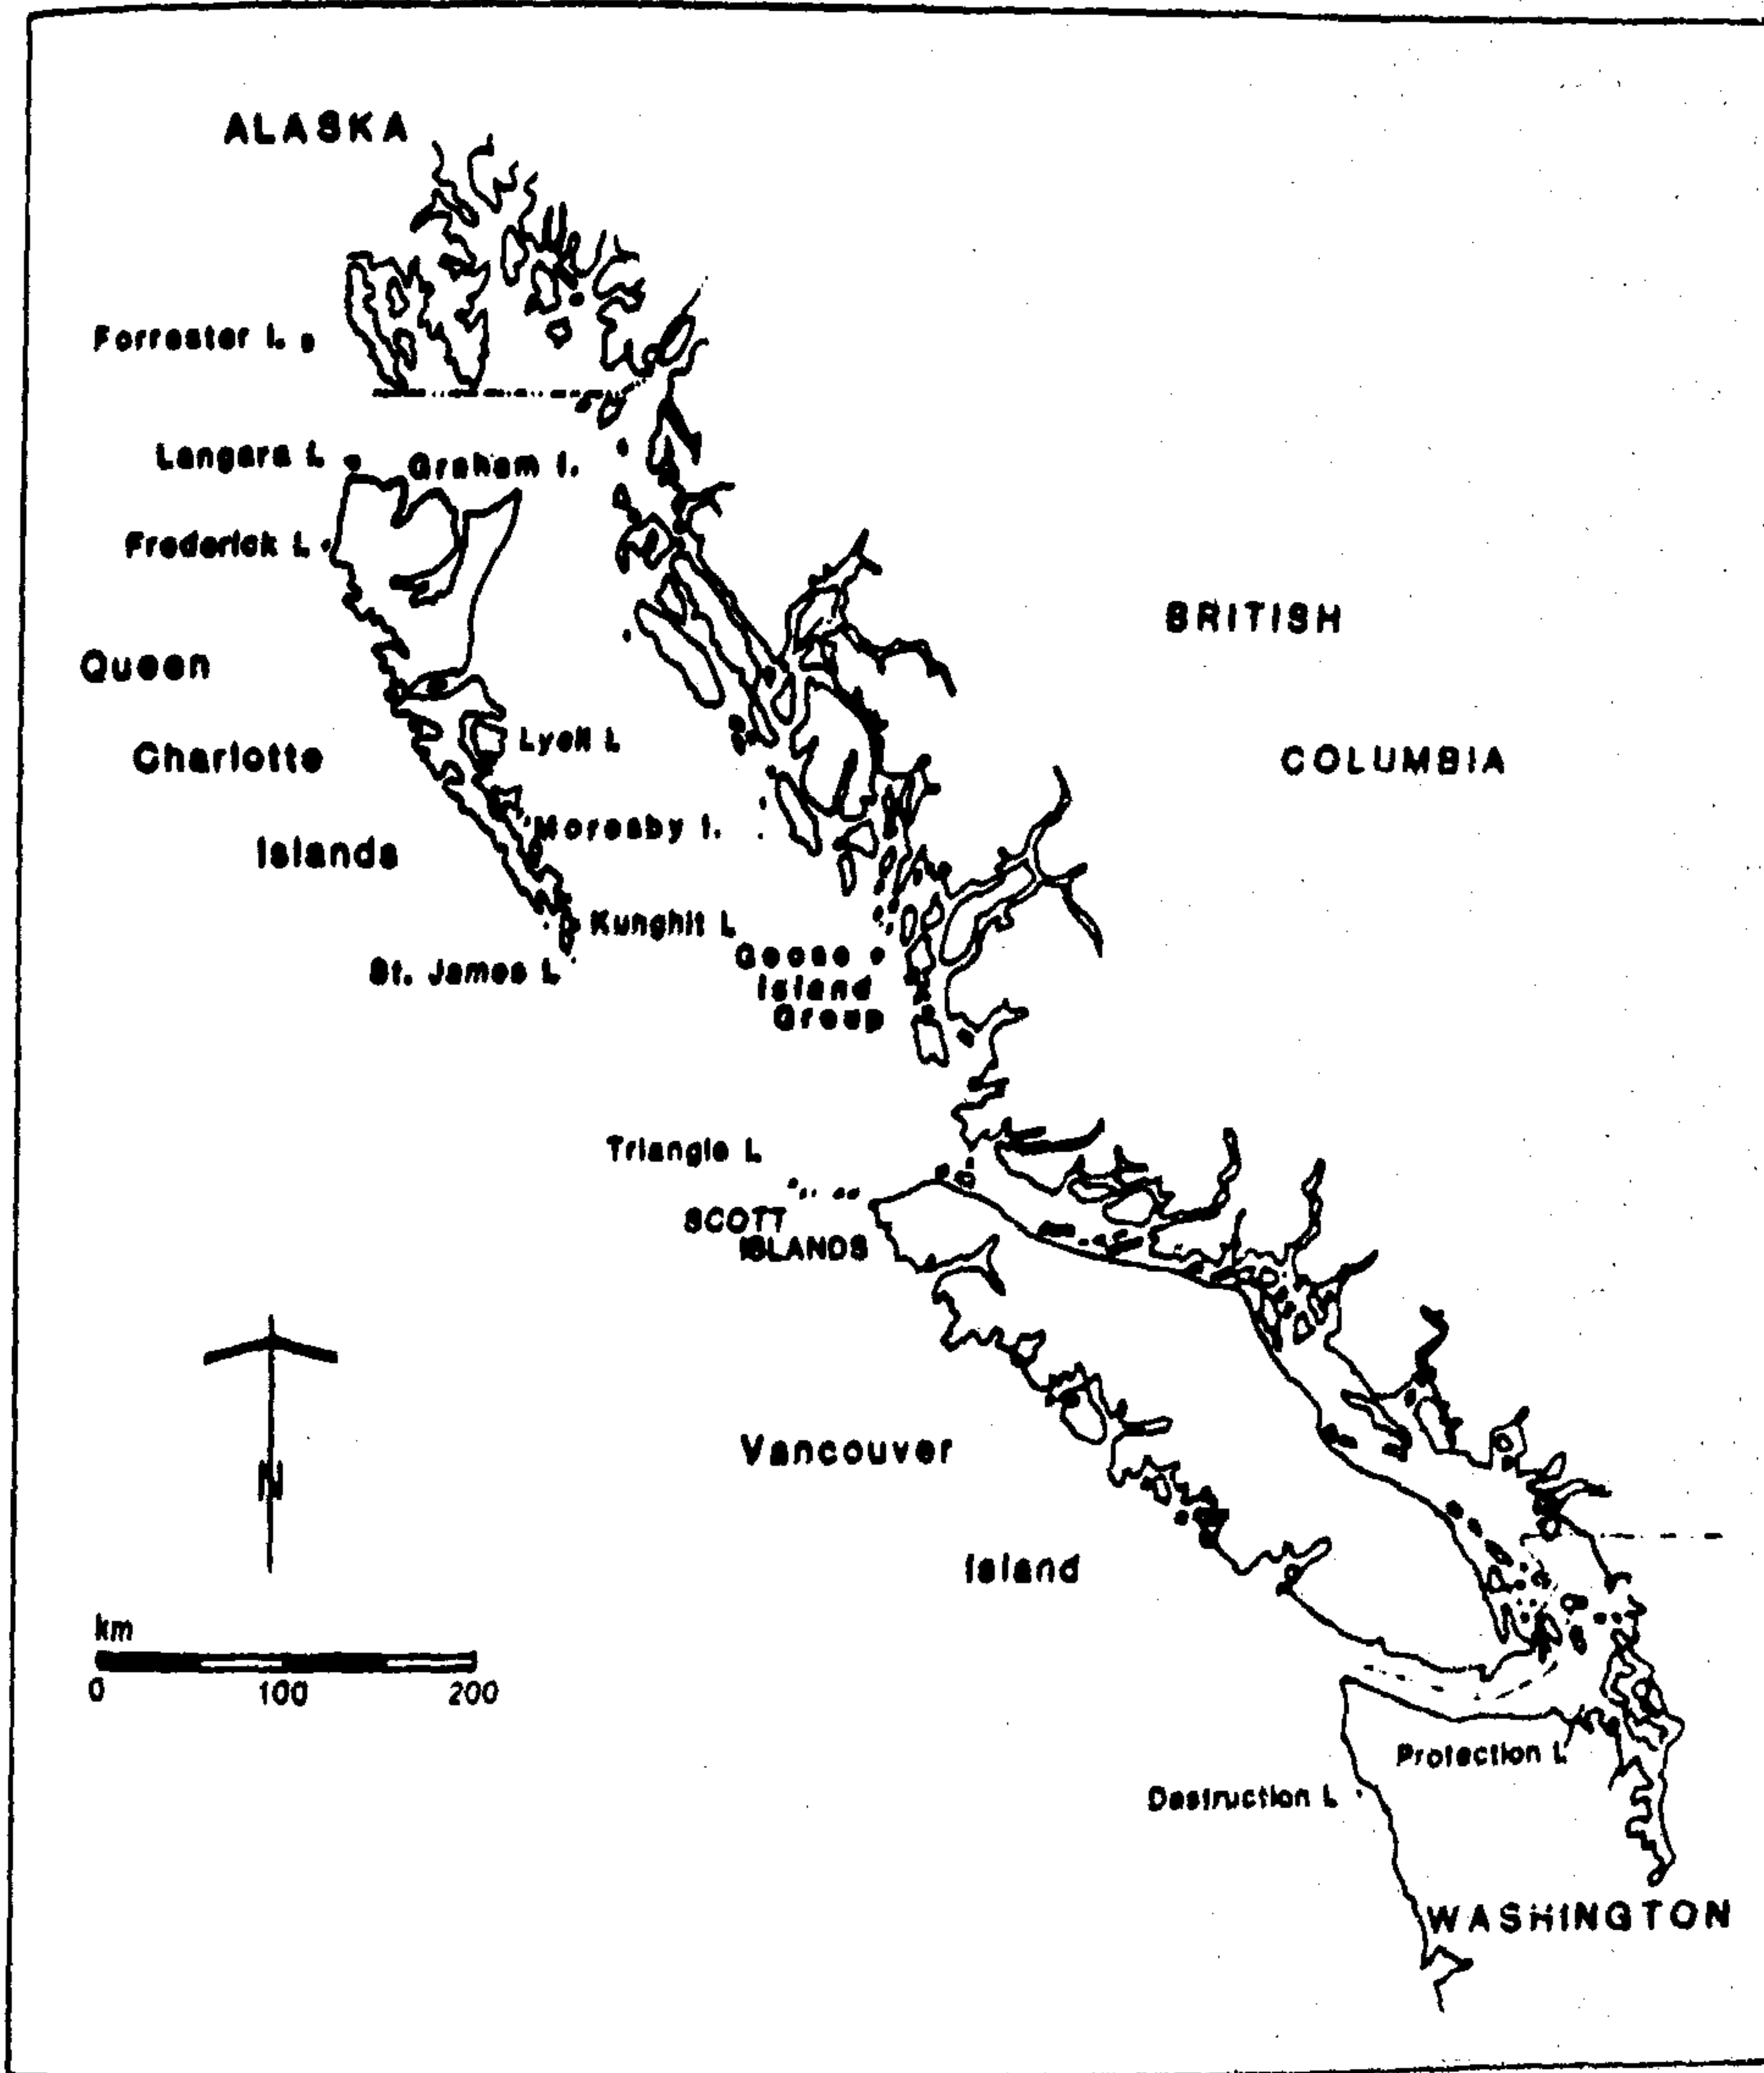 ALASKA
Forrester I.
Langara I.
Graham I.
Frederick I.
BRITISH
Queen
Lyell I.
Charlotte
COLUMBIA
Moresby I.
Islands
Kunghit I.
Goose
St. James I.
Island
Group
Triangle I.
SCOTT
ISLANDS
Vancouver
N
Island
km
0 100 200
Protection I.
Destruction I.
WASHINGTON